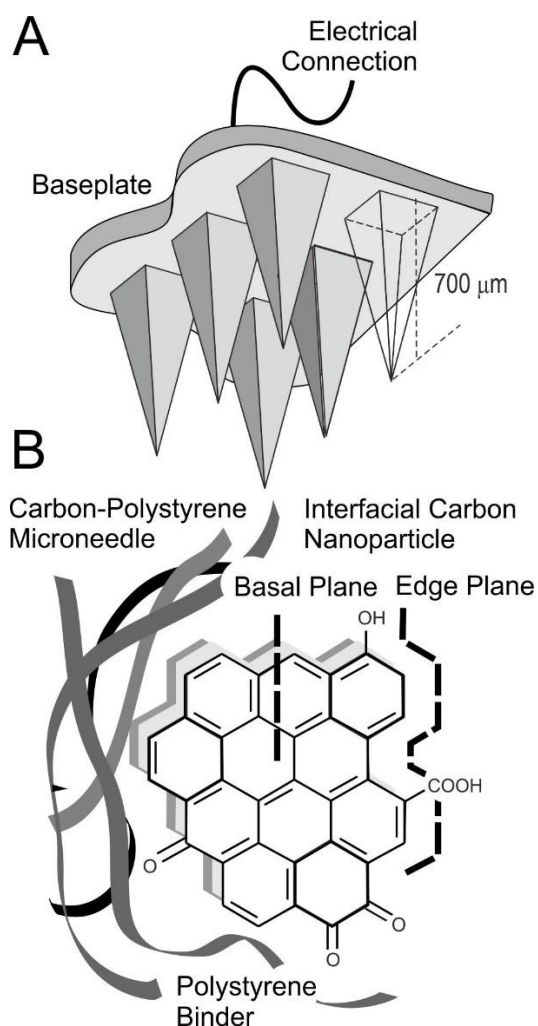 A
Electrical
Connection
Baseplate
700 μm
B
Carbon-Polystyrene
Microneedle
Interfacial Carbon
Nanoparticle
Basal Plane
Edge Plane
OH
COOH
O
O
O
Polystyrene
Binder